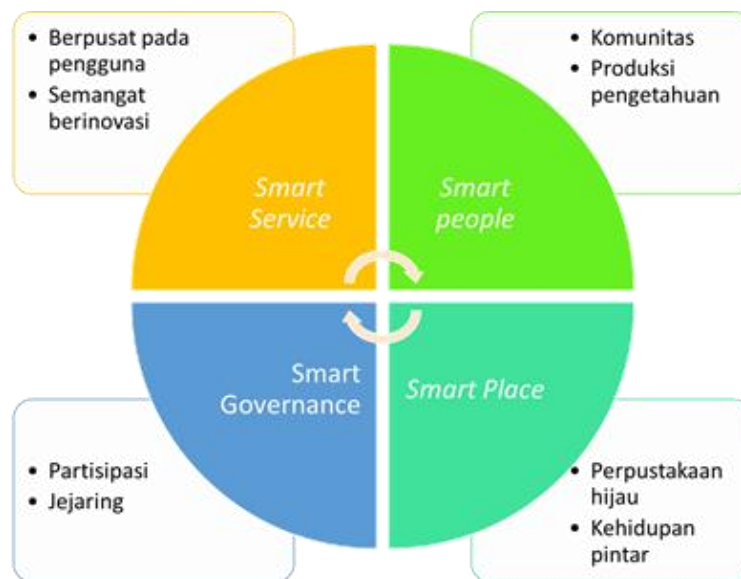 • Berpusat pada
pengguna
• Semangat
berinovasi
• Komunitas
• Produksi
pengetahuan
Smart
Service
Smart
people
Smart
Governance
Smart Place
• Partisipasi
• Jejaring
• Perpustakaan
hijau
• Kehidupan
pintar